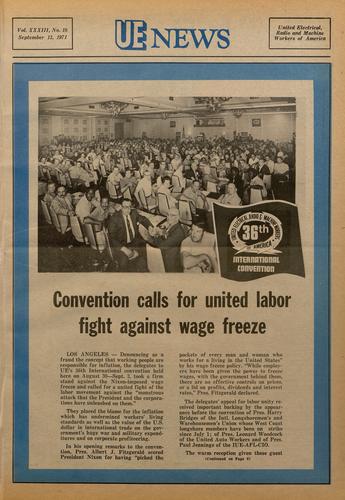 Vol. XXXIII, No. 19
September 13, 1971
UE NEWS
United Electrical,
Radio and Machine
Workers of America
UNITED ELECTRICAL, RADIO & MACHINE WORKERS
36th
OF AMERICA
INTERNATIONAL
CONVENTION
Convention calls for united labor
fight against wage freeze
LOS ANGELES — Denouncing as a
fraud the concept that working people are
responsible for inflation, the delegates to
UE's 36th International convention held
here on August 30—Sept. 3, took a firm
stand against the Nixon-imposed wage
freeze and called for a united fight of the
labor movement against the "monstrous
attack that the President and the corpora-
tions have unleashed on them."
They placed the blame for the inflation
which has undermined workers' living
standards as well as the value of the U.S.
dollar in international trade on the gov-
ernment's huge war and military expendi-
tures and on corporate profiteering.
In his opening remarks to the conven-
tion, Pres. Albert J. Fitzgerald scored
President Nixon for having "picked the
pockets of every man and woman who
works for a living in the United States"
by his wage freeze policy. "While employ-
ers have been given the power to freeze
wages, with the government behind them,
there are no effective controls on prices,
or a lid on profits, dividends and interest
rates," Pres. Fitzgerald declared.
The delegates' appeal for labor unity re-
ceived important backing by the appear-
ances before the convention of Pres. Harry
Bridges of the Intl. Longshoremen's and
Warehousemen's Union whose West Coast
longshore members have been on strike
since July 1; of Pres. Leonard Woodcock
of the United Auto Workers and of Pres.
Paul Jennings of the IUE-AFL-CIO.
The warm reception given these guest
(Continued on Page 6)